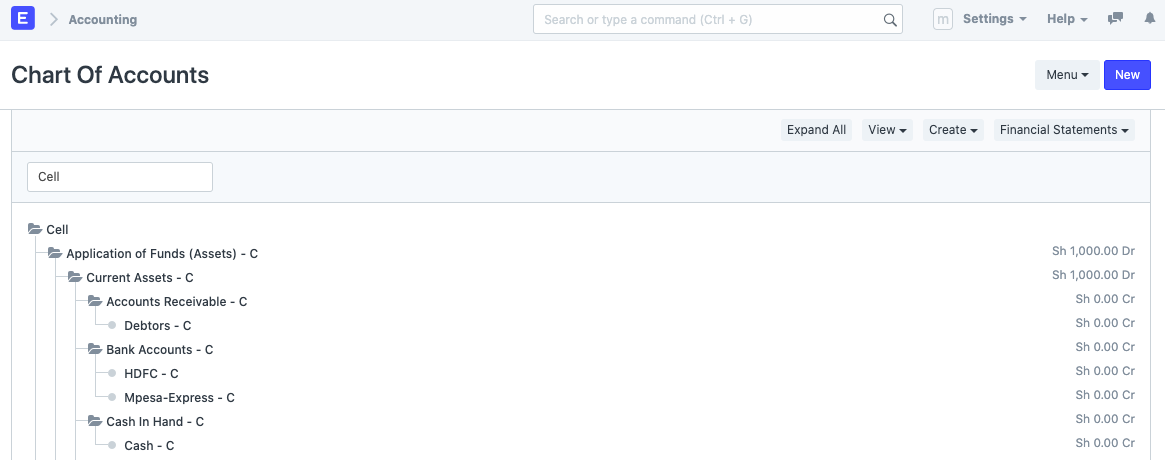 E Accounting Search or type a command (Ctrl + G) m Settings Help
Chart Of Accounts Menu New
Expand All View Create Financial Statements
Cell
Cell
Application of Funds (Assets) - C Sh 1,000.00 Dr
Current Assets - C Sh 1,000.00 Dr
Accounts Receivable - C Sh 0.00 Cr
Debtors - C Sh 0.00 Cr
Bank Accounts - C Sh 0.00 Cr
HDFC - C Sh 0.00 Cr
Mpesa-Express - C Sh 0.00 Cr
Cash In Hand - C Sh 0.00 Cr
Cash - C Sh 0.00 Cr